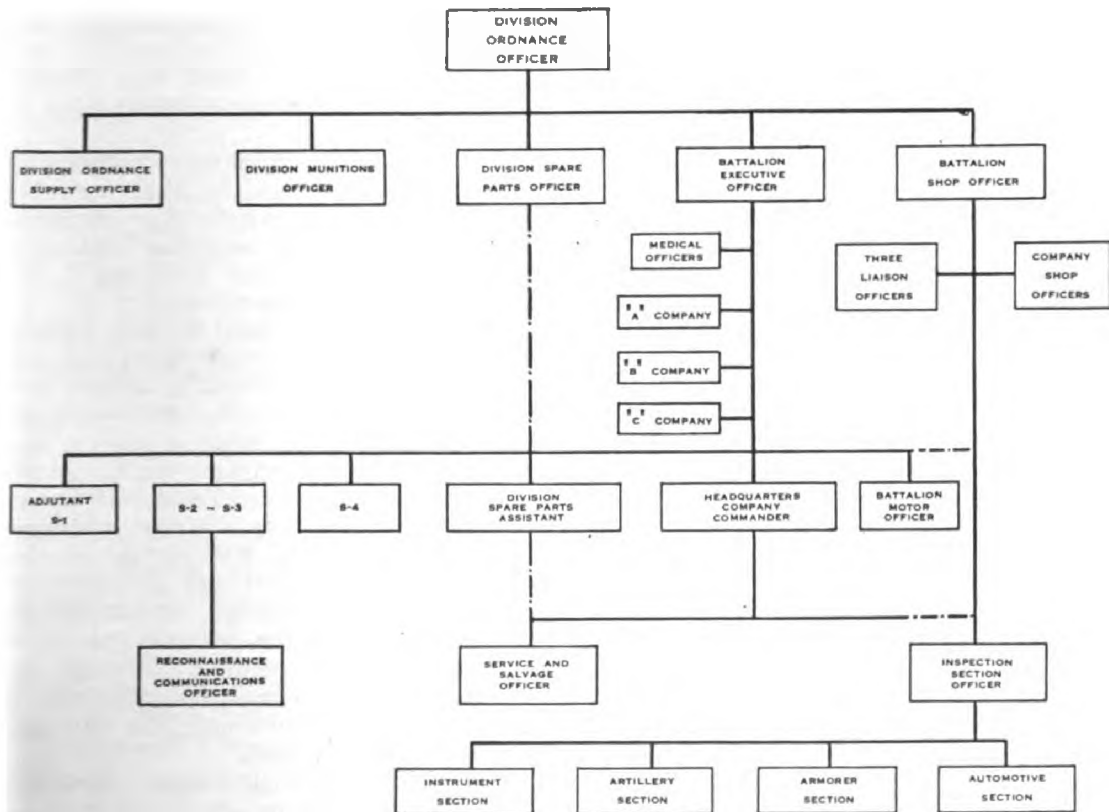 DIVISION
ORDNANCE
OFFICER
DIVISION ORDNANCE
SUPPLY OFFICER
DIVISION MUNITIONS
OFFICER
DIVISION SPARE
PARTS OFFICER
BATTALION
EXECUTIVE
OFFICER
BATTALION
SHOP OFFICER
MEDICAL
OFFICERS
"A" COMPANY
"B" COMPANY
"C" COMPANY
THREE
LIAISON
OFFICERS
COMPANY
SHOP
OFFICERS
ADJUTANT
S-1
S-2 - S-3
S-4
DIVISION
SPARE PARTS
ASSISTANT
HEADQUARTERS
COMPANY
COMMANDER
BATTALION
MOTOR
OFFICER
RECONNAISSANCE
AND
COMMUNICATIONS
OFFICER
SERVICE AND
SALVAGE
OFFICER
INSPECTION
SECTION
OFFICER
INSTRUMENT
SECTION
ARTILLERY
SECTION
ARMORER
SECTION
AUTOMOTIVE
SECTION